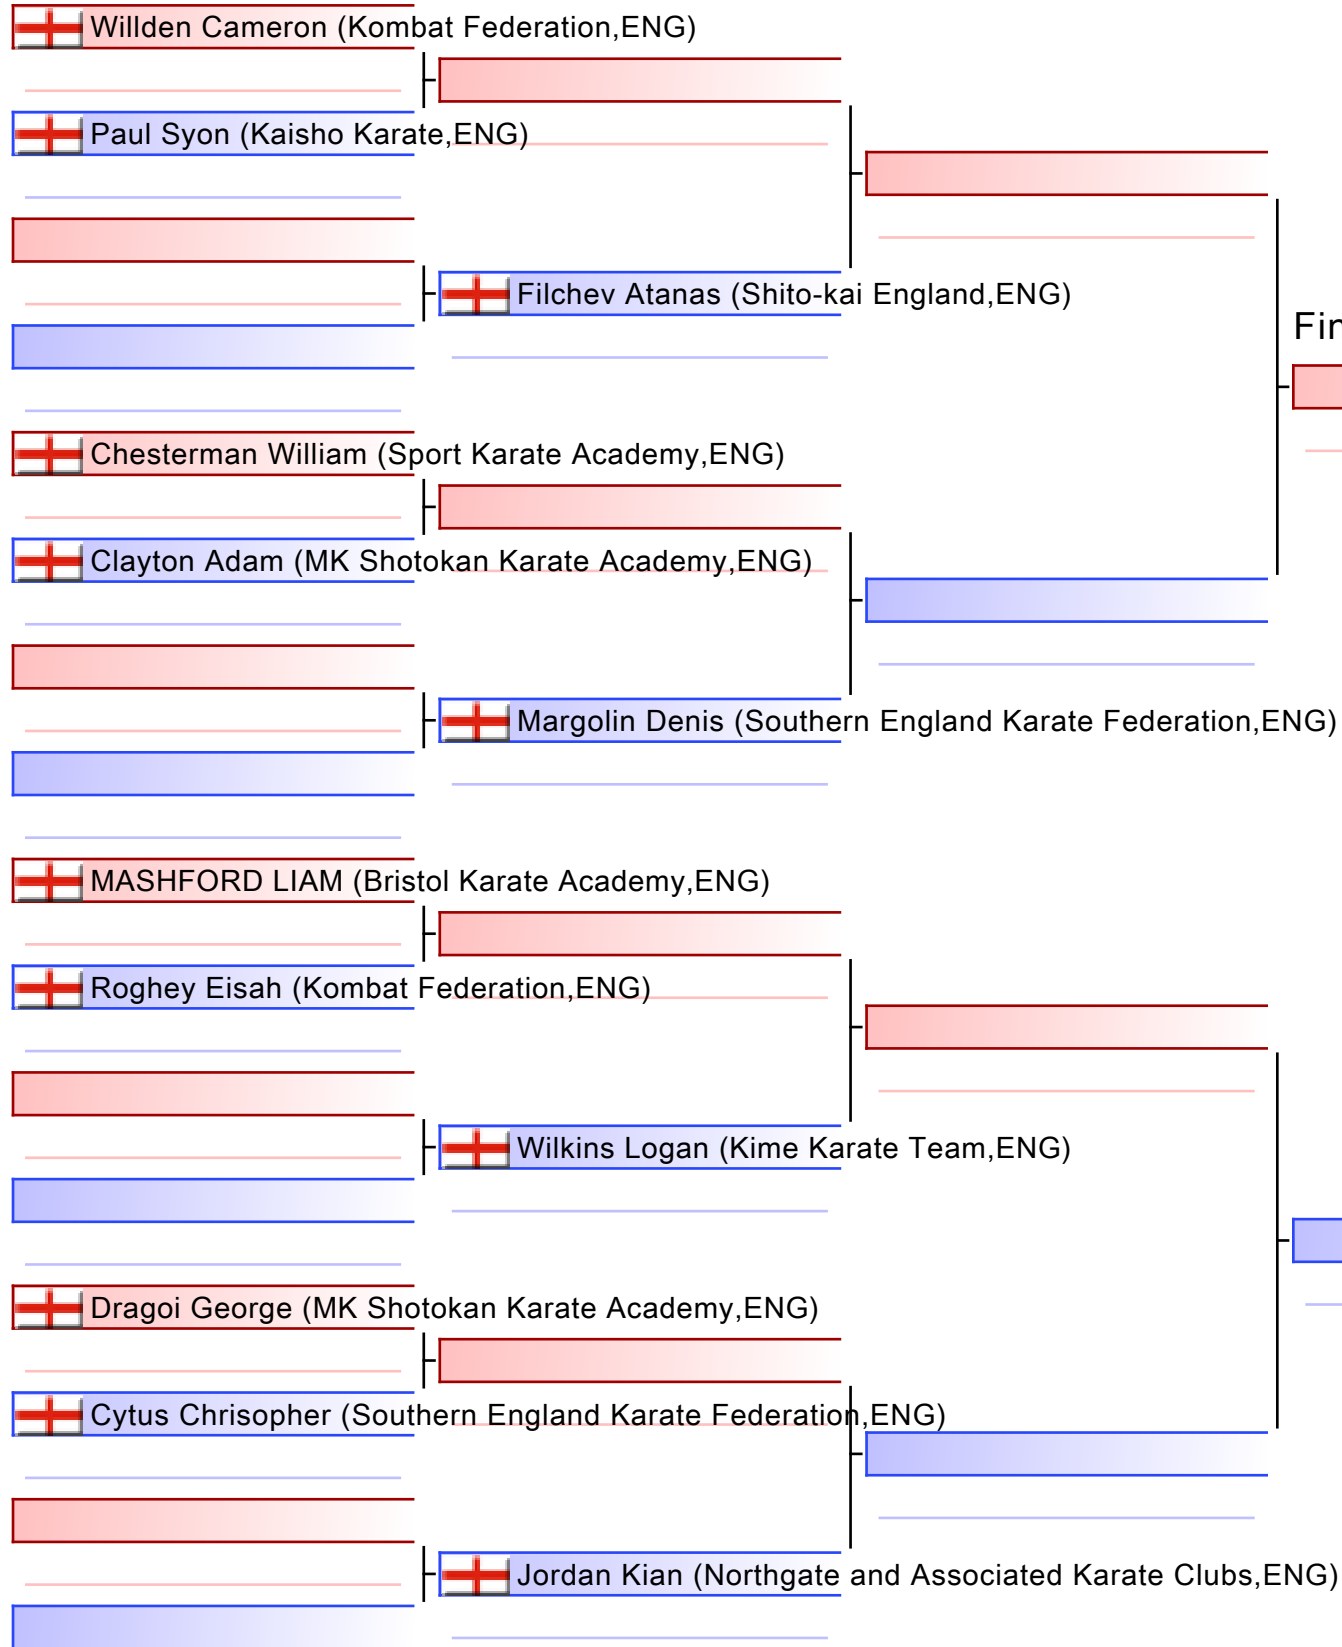 Willden Cameron (Kombat Federation,ENG)
Paul Syon (Kaisho Karate,ENG)
Filchev Atanas (Shito-kai England,ENG)
Chesterman William (Sport Karate Academy,ENG)
Clayton Adam (MK Shotokan Karate Academy,ENG)
Margolin Denis (Southern England Karate Federation,ENG)
MASHFORD LIAM (Bristol Karate Academy,ENG)
Roghey Eisah (Kombat Federation,ENG)
Wilkins Logan (Kime Karate Team,ENG)
Dragoi George (MK Shotokan Karate Academy,ENG)
Cytus Chrisopher (Southern England Karate Federation,ENG)
Jordan Kian (Northgate and Associated Karate Clubs,ENG)